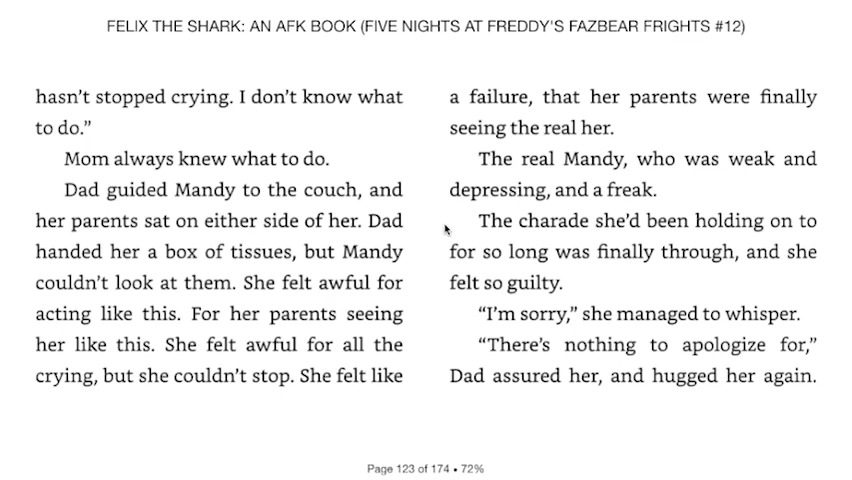 FELIX THE SHARK: AN AFK BOOK (FIVE NIGHTS AT FREDDY'S FAZBEAR FRIGHTS #12)
hasn't stopped crying. I don't know what
to do."
Mom always knew what to do.
Dad guided Mandy to the couch, and
her parents sat on either side of her. Dad
handed her a box of tissues, but Mandy
couldn't look at them. She felt awful for
acting like this. For her parents seeing
her like this. She felt awful for all the
crying, but she couldn't stop. She felt like
a failure, that her parents were finally
seeing the real her.
The real Mandy, who was weak and
depressing, and a freak.
The charade she'd been holding on to
for so long was finally through, and she
felt so guilty.
"I'm sorry," she managed to whisper.
"There's nothing to apologize for,"
Dad assured her, and hugged her again.
Page 123 of 174 • 72%